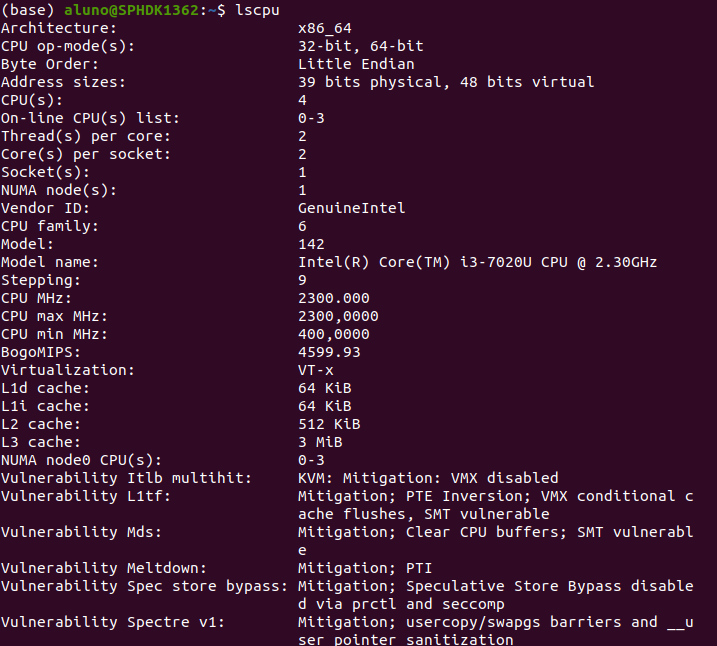 (base) aluno@SPHDK1362:~$ lscpu
Architecture: x86_64
CPU op-mode(s): 32-bit, 64-bit
Byte Order: Little Endian
Address sizes: 39 bits physical, 48 bits virtual
CPU(s): 4
On-line CPU(s) list: 0-3
Thread(s) per core: 2
Core(s) per socket: 2
Socket(s): 1
NUMA node(s): 1
Vendor ID: GenuineIntel
CPU family: 6
Model: 142
Model name: Intel(R) Core(TM) i3-7020U CPU @ 2.30GHz
Stepping: 9
CPU MHz: 2300.000
CPU max MHz: 2300,0000
CPU min MHz: 400,0000
BogoMIPS: 4599.93
Virtualization: VT-x
L1d cache: 64 KiB
L1i cache: 64 KiB
L2 cache: 512 KiB
L3 cache: 3 MiB
NUMA node0 CPU(s): 0-3
Vulnerability Itlb multihit: KVM: Mitigation: VMX disabled
Vulnerability L1tf: Mitigation; PTE Inversion; VMX conditional c
ache flushes, SMT vulnerable
Vulnerability Mds: Mitigation; Clear CPU buffers; SMT vulnerabl
e
Vulnerability Meltdown: Mitigation; PTI
Vulnerability Spec store bypass: Mitigation; Speculative Store Bypass disable
d via prctl and seccomp
Vulnerability Spectre v1: Mitigation; usercopy/swapgs barriers and __u
ser pointer sanitization